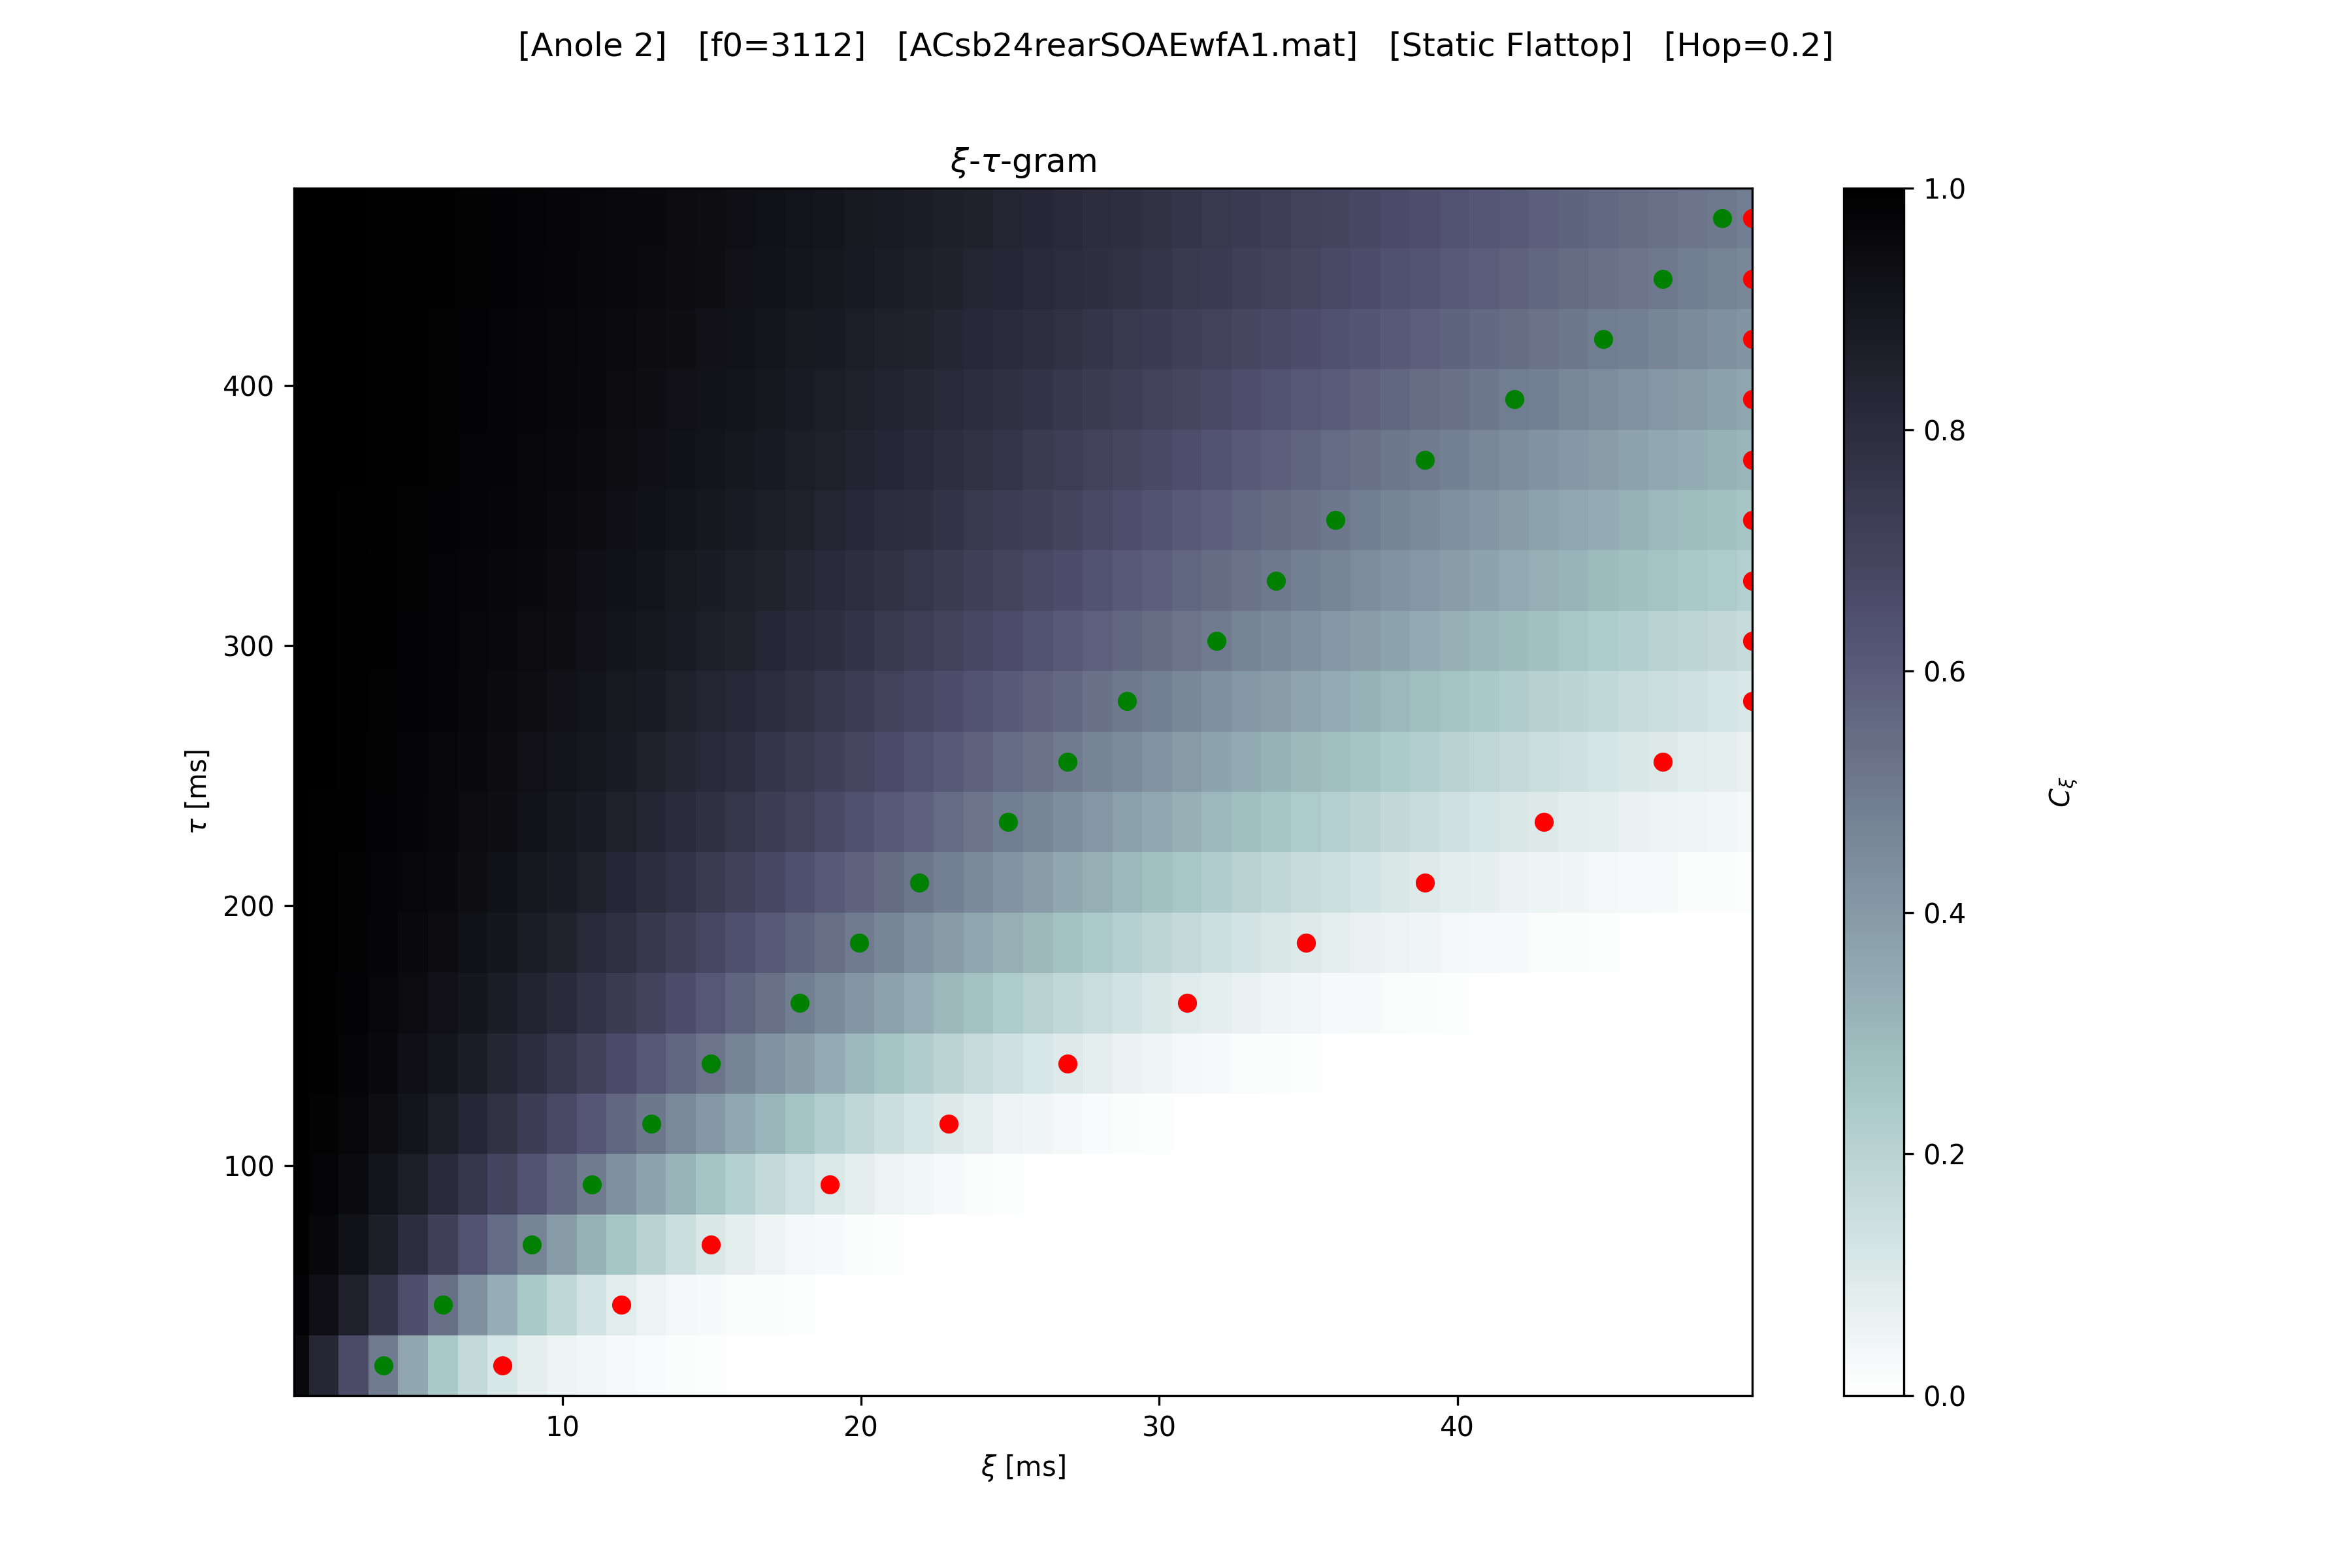 [Anole 2]   [f0=3112]   [ACsb24rearSOAEwfA1.mat]   [Static Flattop]   [Hop=0.2]
ξ-τ-gram
τ [ms]
400
300
200
100
10 20 30 40
ξ [ms]
1.0
0.8
0.6
0.4
0.2
0.0
Cξ